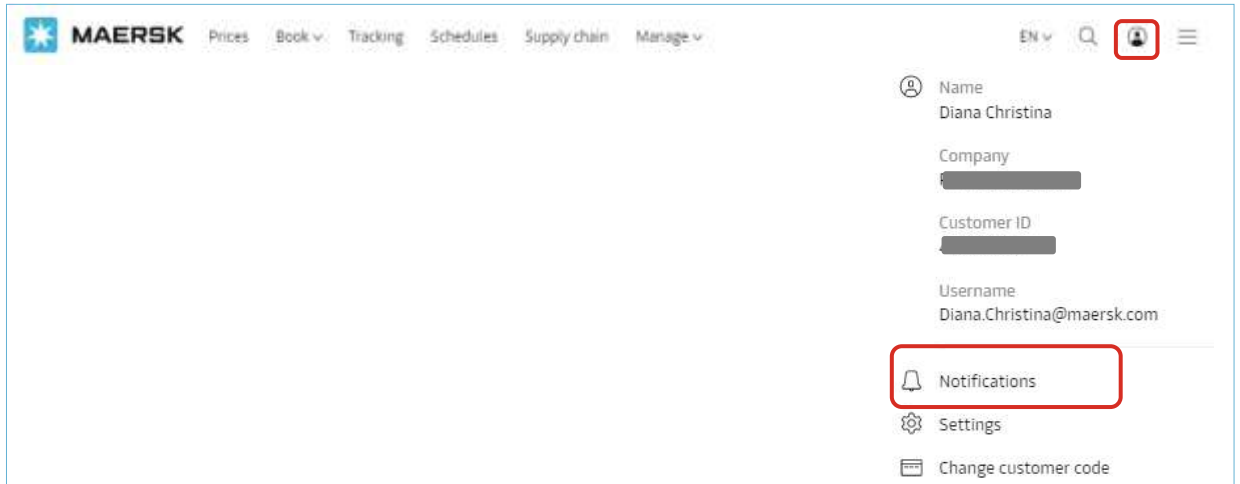 MAERSK Prices Book Tracking Schedules Supply chain Manage EN
Name
Diana Christina
Company
Customer ID
Username
Diana.Christina@maersk.com
Notifications
Settings
Change customer code